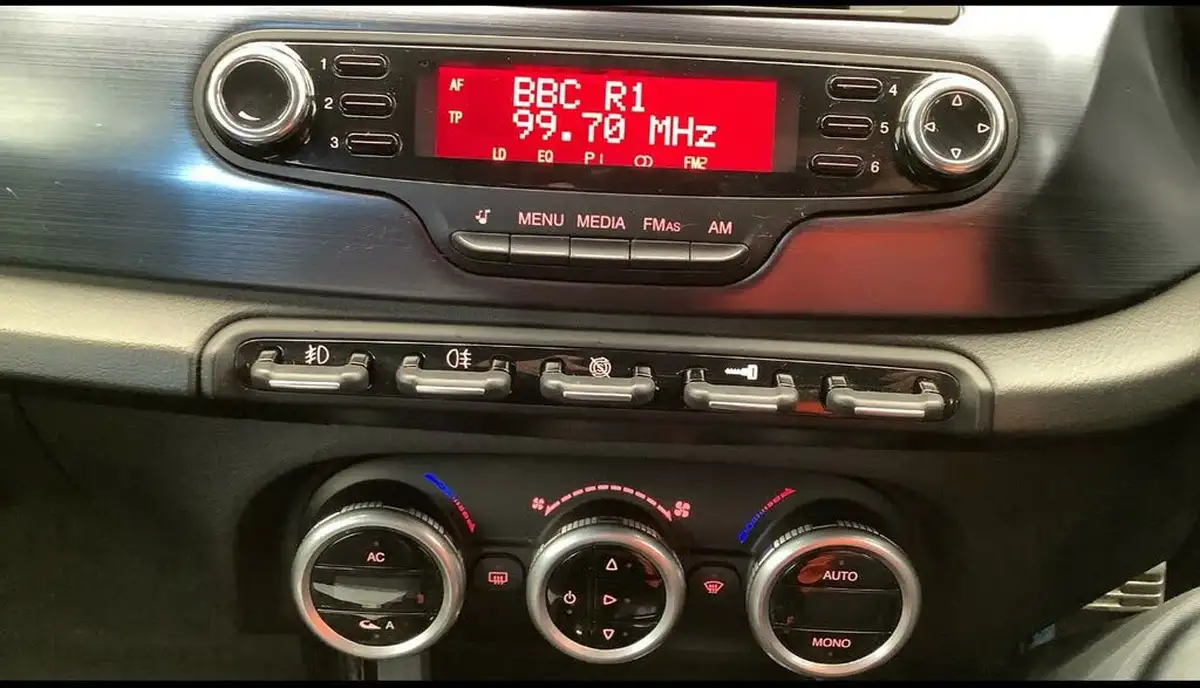 1
2
3
AF
TP
BBC R1
99.70 MHz
LD EQ P1 FM2
4
5
6
MENU MEDIA FMAS AM
AC
A
AUTO
MONO